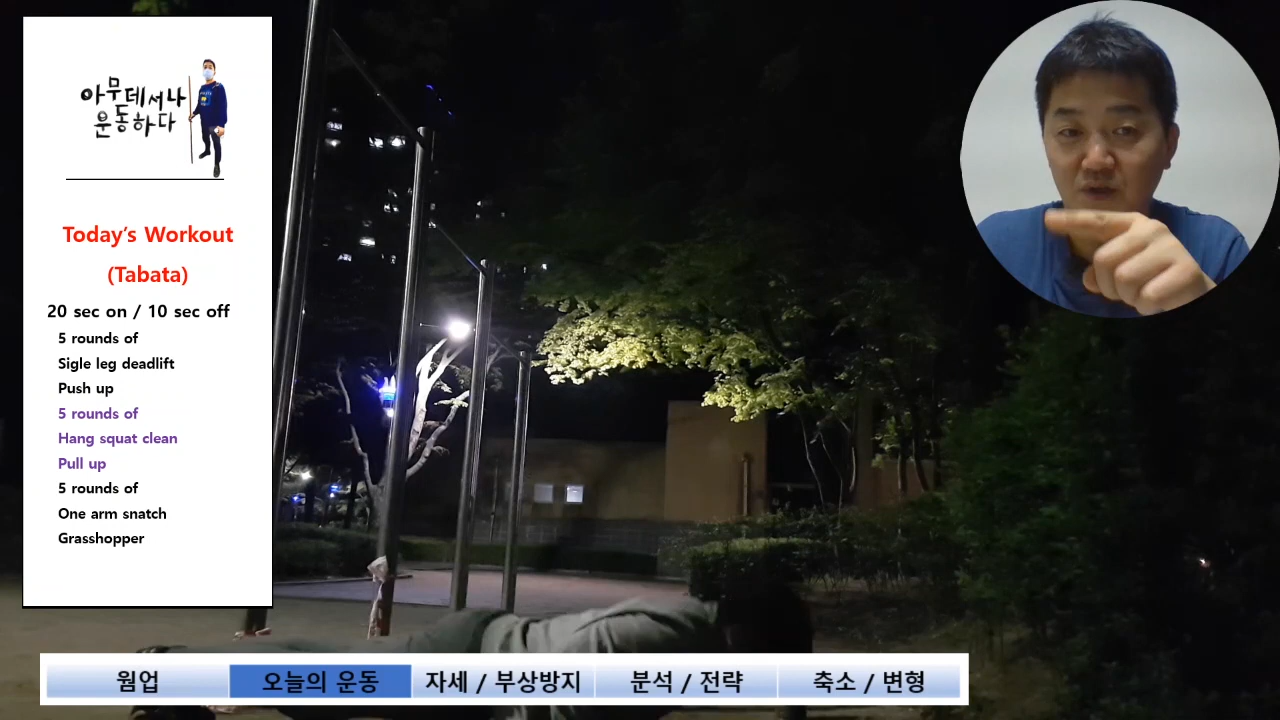 아무데서나
운동하다
Today’s Workout
(Tabata)
20 sec on / 10 sec off
5 rounds of
Sigle leg deadlift
Push up
5 rounds of
Hang squat clean
Pull up
5 rounds of
One arm snatch
Grasshopper
웜업 오늘의 운동 자세 / 부상방지 분석 / 전략 축소 / 변형